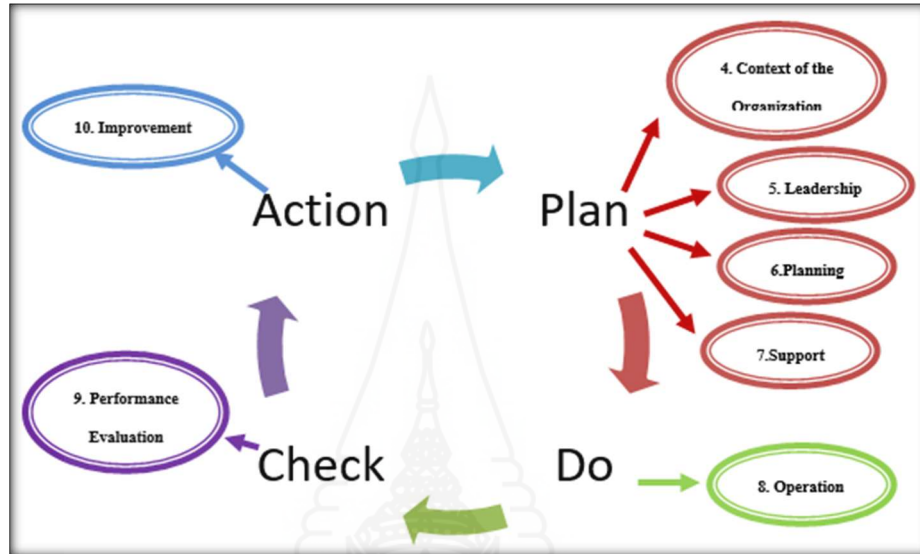 4. Context of the
Organization
10. Improvement
5. Leadership
Action
Plan
6.Planning
7.Support
9. Performance
Evaluation
Check
Do
8. Operation